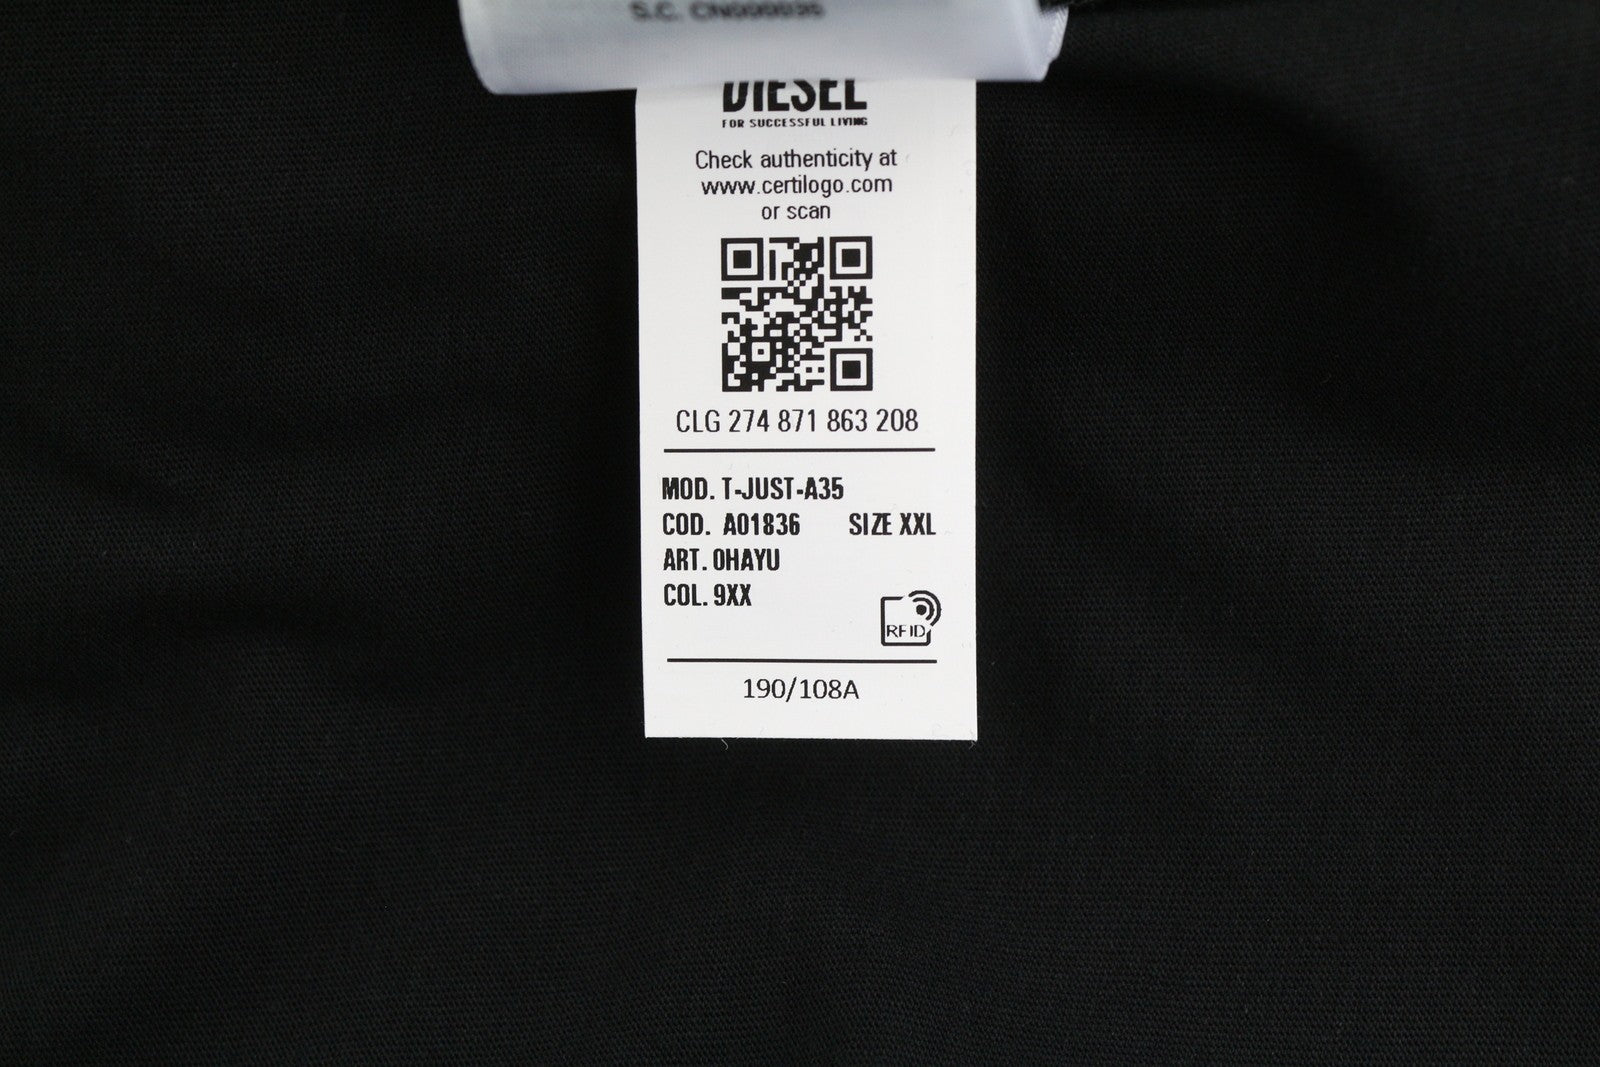 S.C. CN000035
DIESEL
FOR SUCCESSFUL LIVING
Check authenticity at
www.certilogo.com
or scan
CLG 274 871 863 208
MOD. T-JUST-A35
COD. A01836 SIZE XXL
ART. 0HAYU
COL. 9XX
RFID
190/108A